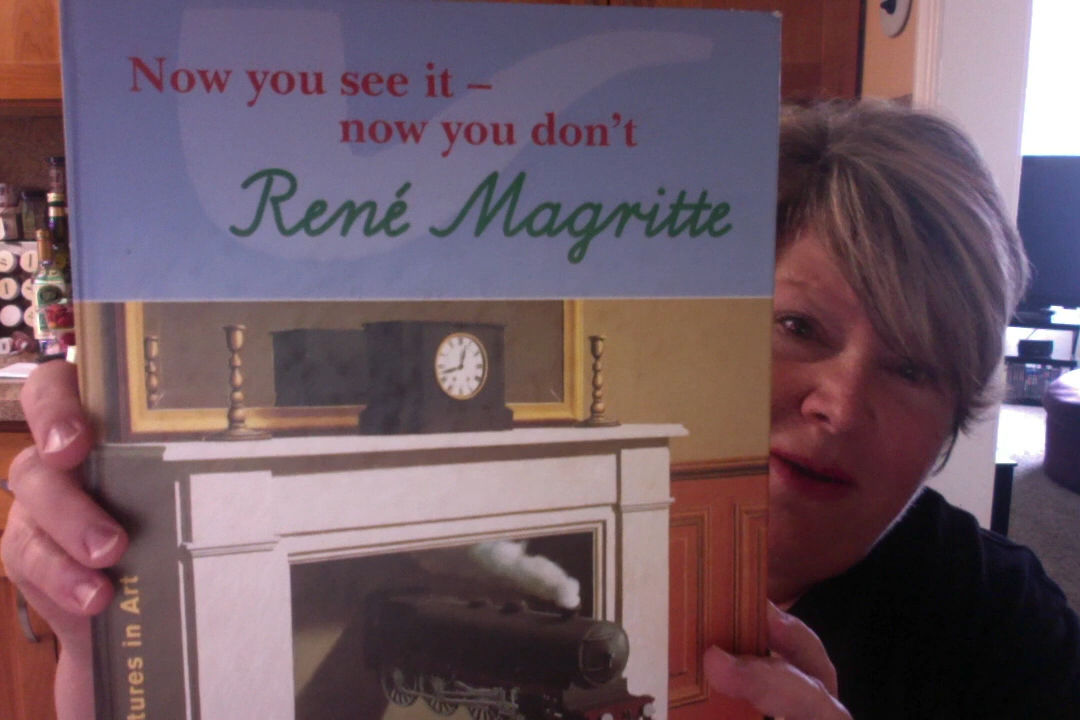 Now you see it –
now you don't
René Magritte
tures in Art